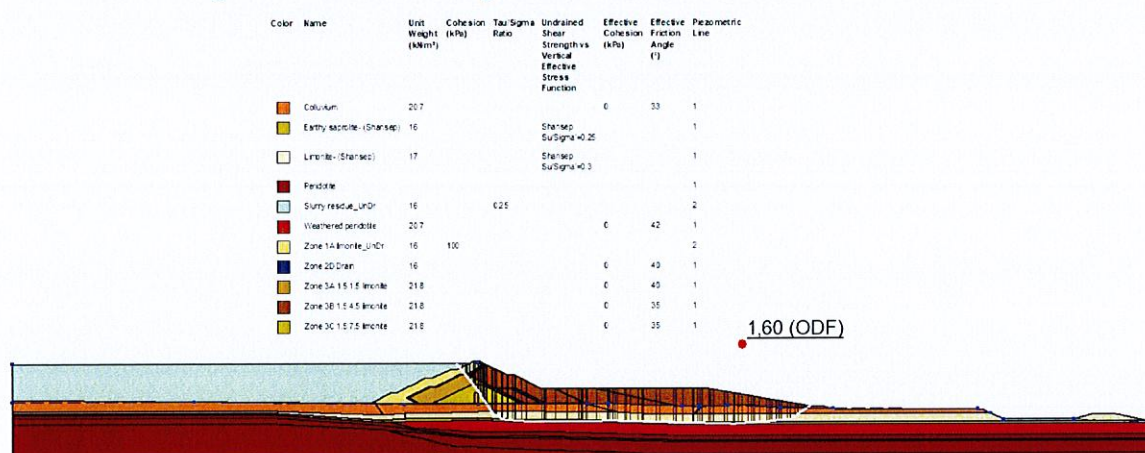 Color Name Unit Weight (kN/m³) Cohesion (kPa) Tau/Sigma Ratio Undrained Shear Strength vs Vertical Effective Stress Function Effective Cohesion (kPa) Effective Friction Angle (°) Piezometric Line
Colluvium 20.7 0 33 1
Earthy saprolite- (Shansep) 16 Shansep Su/Sigma'=0.25 1
Limonite- (Shansep) 17 Shansep Su/Sigma'=0.3 1
Peridotite 1
Slurry residue_UnDr 16 0.25 2
Weathered peridotite 20.7 0 42 1
Zone 1A limonite_UnDr 16 100 2
Zone 2D Drain 16 0 40 1
Zone 3A 1.5:1.5 limonite 21.8 0 40 1
Zone 3B 1.5:4.5 limonite 21.8 0 35 1
Zone 3C 1.5:7.5 limonite 21.8 0 35 1
1,60 (ODF)